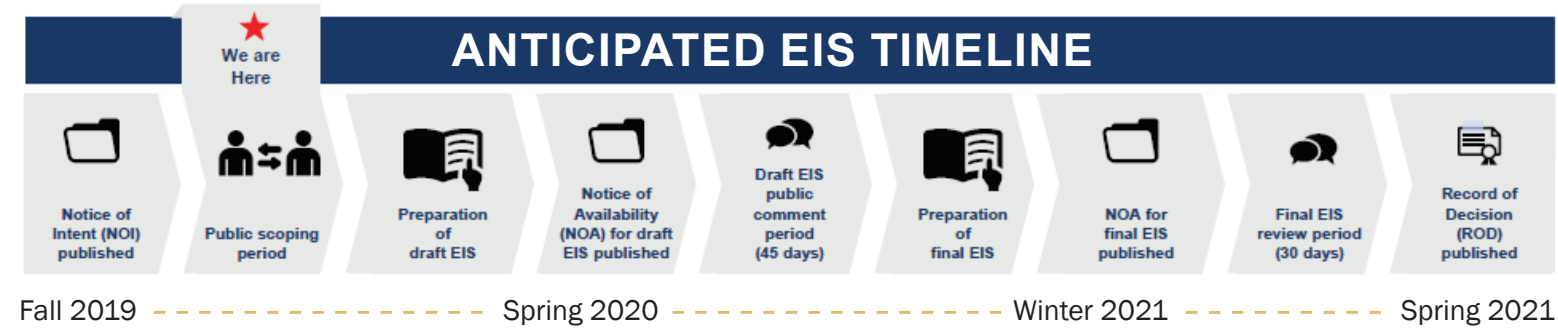 We are
Here
ANTICIPATED EIS TIMELINE
Notice of
Intent (NOI)
published
Public scoping
period
Preparation
of
draft EIS
Notice of
Availability
(NOA) for draft
EIS published
Draft EIS
public
comment
period
(45 days)
Preparation
of
final EIS
NOA for
final EIS
published
Final EIS
review period
(30 days)
Record of
Decision
(ROD)
published
Fall 2019
Spring 2020
Winter 2021
Spring 2021